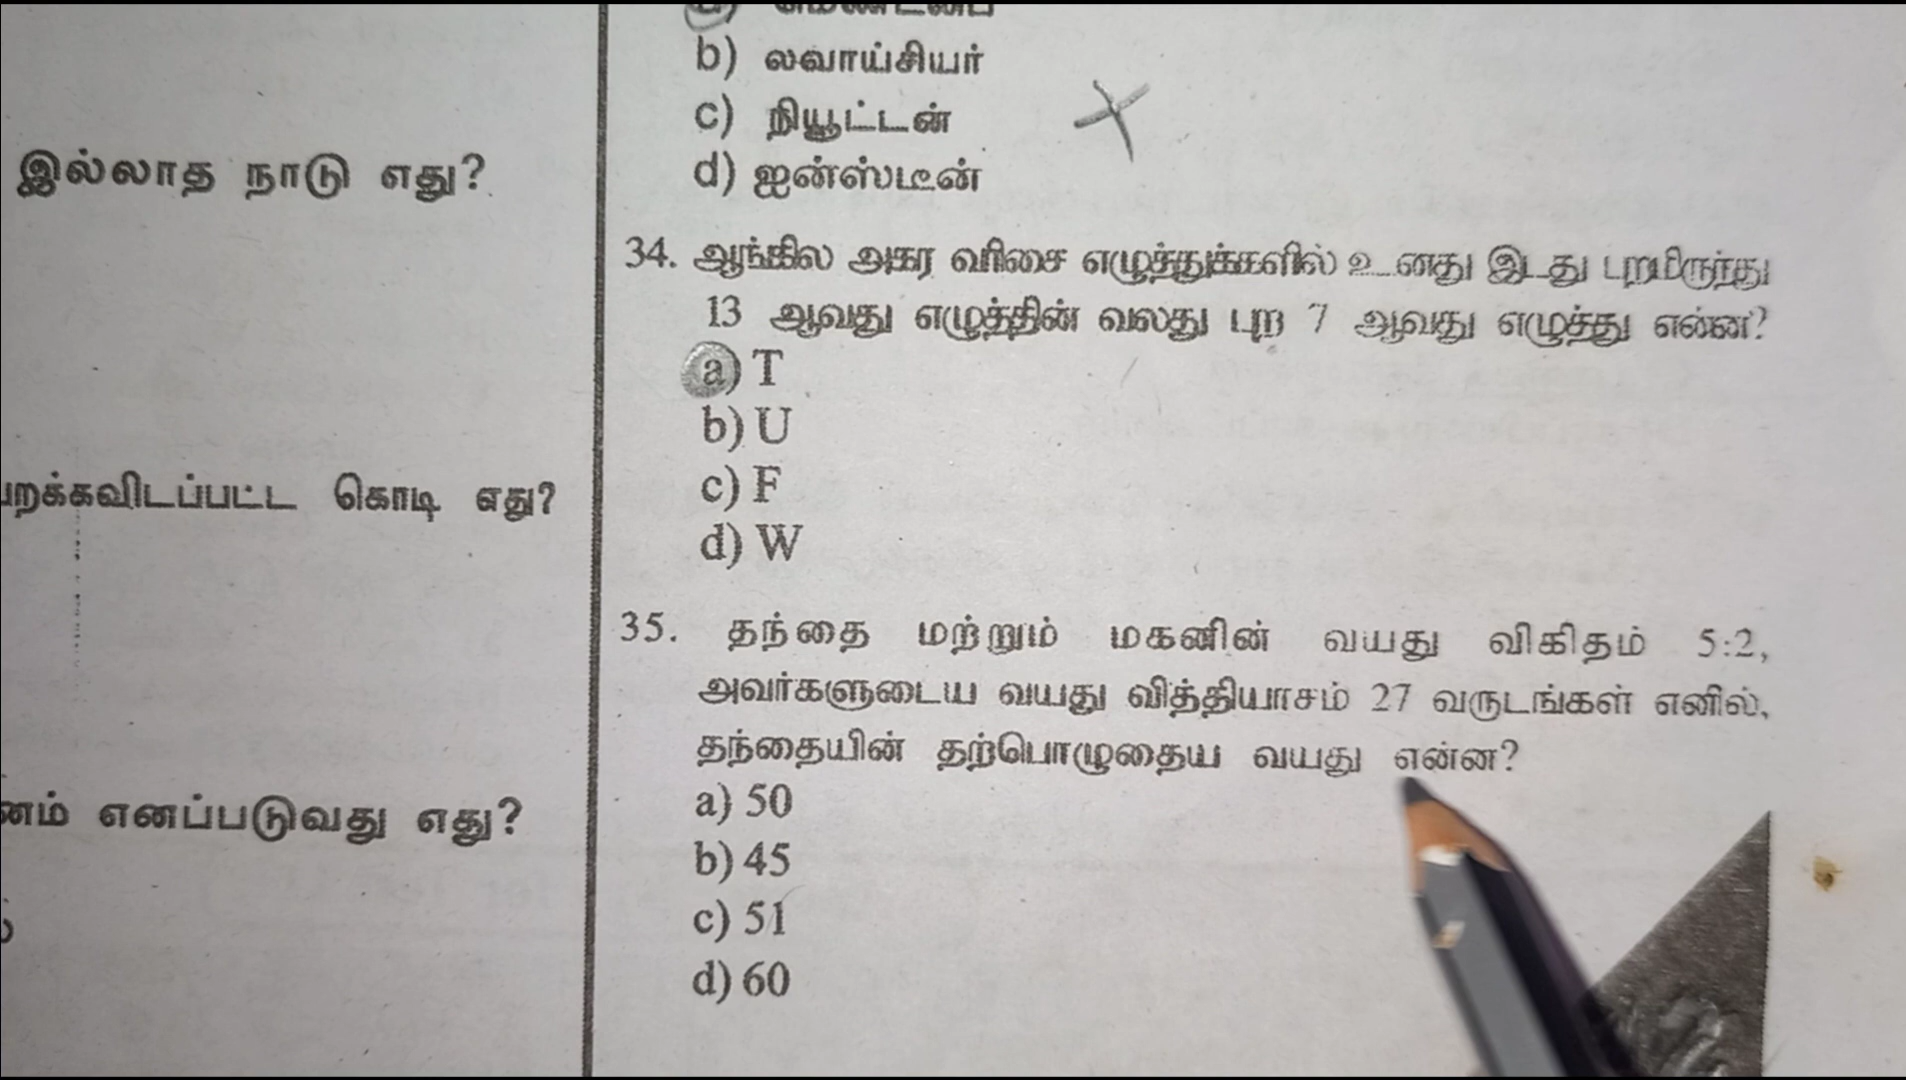 இல்லாத நாடு எது?
பறக்கவிடப்பட்ட கொடி எது?
எனப்படுவது எது?
b) லவாய்சியர்
c) நியூட்டன்
d) ஐன்ஸ்டீன்
34. ஆங்கில அகர வரிசை எழுத்துக்களில் உனது இடது புறமிருந்து
13 ஆவது எழுத்தின் வலது புற 7 ஆவது எழுத்து என்ன?
a) T
b) U
c) F
d) W
35. தந்தை மற்றும் மகனின் வயது விகிதம் 5:2,
அவர்களுடைய வயது வித்தியாசம் 27 வருடங்கள் எனில்,
தந்தையின் தற்பொழுதைய வயது என்ன?
a) 50
b) 45
c) 51
d) 60